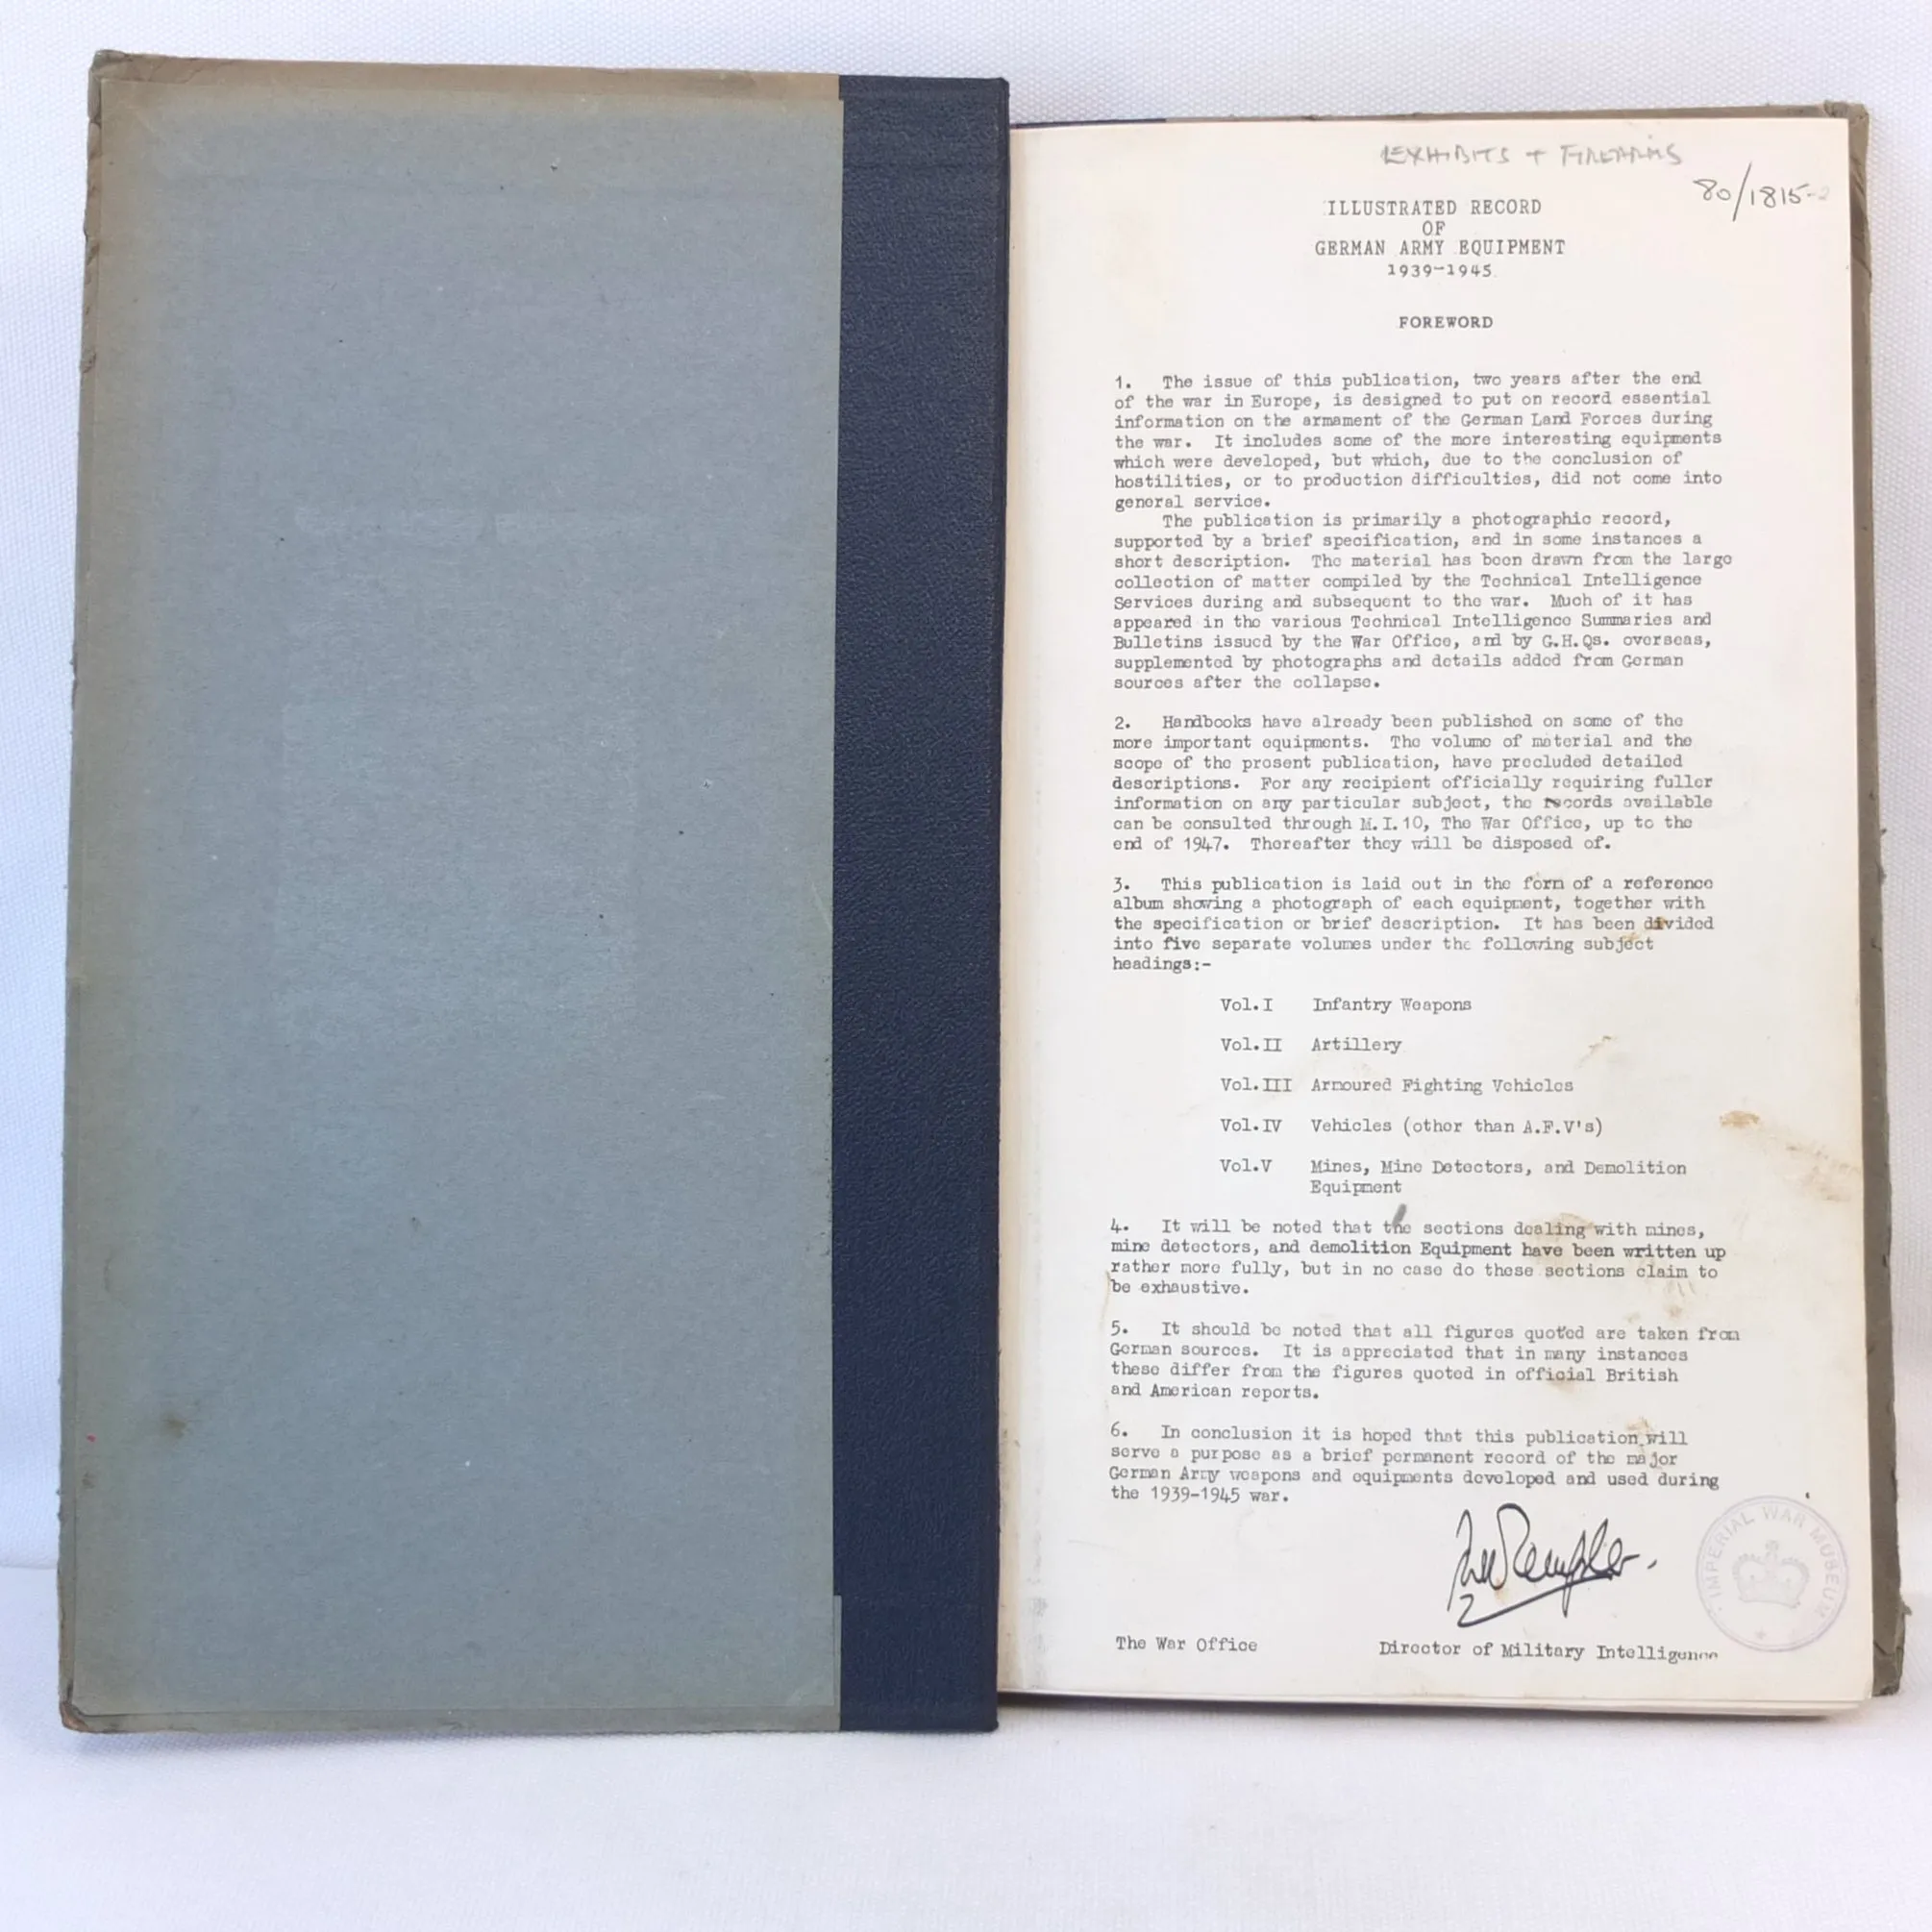 EXHIBITS + FIREARMS
80/1815-2
ILLUSTRATED RECORD
OF
GERMAN ARMY EQUIPMENT
1939-1945
FOREWORD
1. The issue of this publication, two years after the end
of the war in Europe, is designed to put on record essential
information on the armament of the German Land Forces during
the war. It includes some of the more interesting equipments
which were developed, but which, due to the conclusion of
hostilities, or to production difficulties, did not come into
general service.
The publication is primarily a photographic record,
supported by a brief specification, and in some instances a
short description. The material has been drawn from the large
collection of matter compiled by the Technical Intelligence
Services during and subsequent to the war. Much of it has
appeared in the various Technical Intelligence Summaries and
Bulletins issued by the War Office, and by G.H.Qs. overseas,
supplemented by photographs and details added from German
sources after the collapse.
2. Handbooks have already been published on some of the
more important equipments. The volume of material and the
scope of the present publication, have precluded detailed
descriptions. For any recipient officially requiring fuller
information on any particular subject, the records available
can be consulted through M.I.10, The War Office, up to the
end of 1947. Thereafter they will be disposed of.
3. This publication is laid out in the form of a reference
album showing a photograph of each equipment, together with
the specification or brief description. It has been divided
into five separate volumes under the following subject
headings:-
Vol.I Infantry Weapons
Vol.II Artillery
Vol.III Armoured Fighting Vehicles
Vol.IV Vehicles (other than A.F.V's)
Vol.V Mines, Mine Detectors, and Demolition
Equipment
4. It will be noted that the sections dealing with mines,
mine detectors, and demolition Equipment have been written up
rather more fully, but in no case do these sections claim to
be exhaustive.
5. It should be noted that all figures quoted are taken from
German sources. It is appreciated that in many instances
these differ from the figures quoted in official British
and American reports.
6. In conclusion it is hoped that this publication will
serve a purpose as a brief permanent record of the major
German Army weapons and equipments developed and used during
the 1939-1945 war.
IMPERIAL WAR MUSEUM
The War Office Director of Military Intelligence